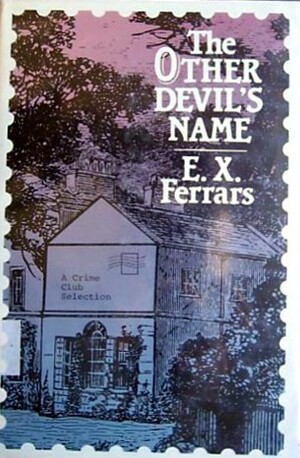 The
OTHER
DEVIL'S
NAME
E. X.
Ferrars
A Crime
Club
Selection